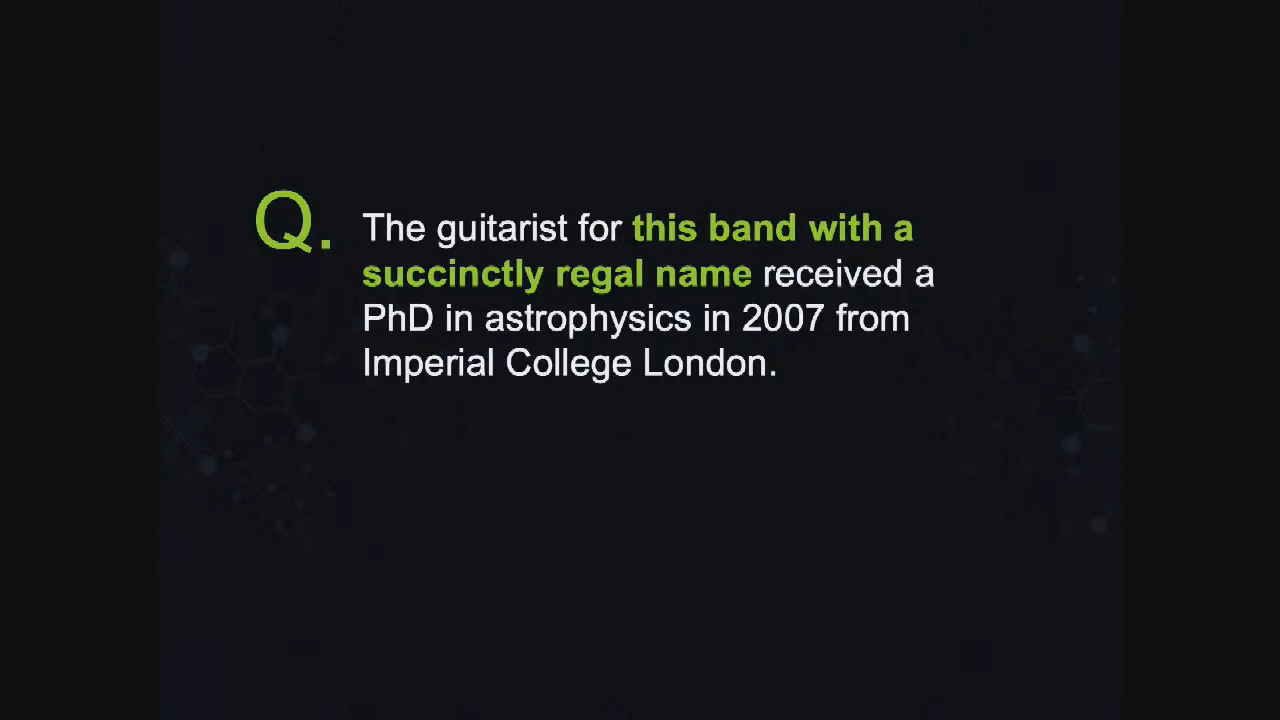 Q. The guitarist for this band with a
succinctly regal name received a
PhD in astrophysics in 2007 from
Imperial College London.